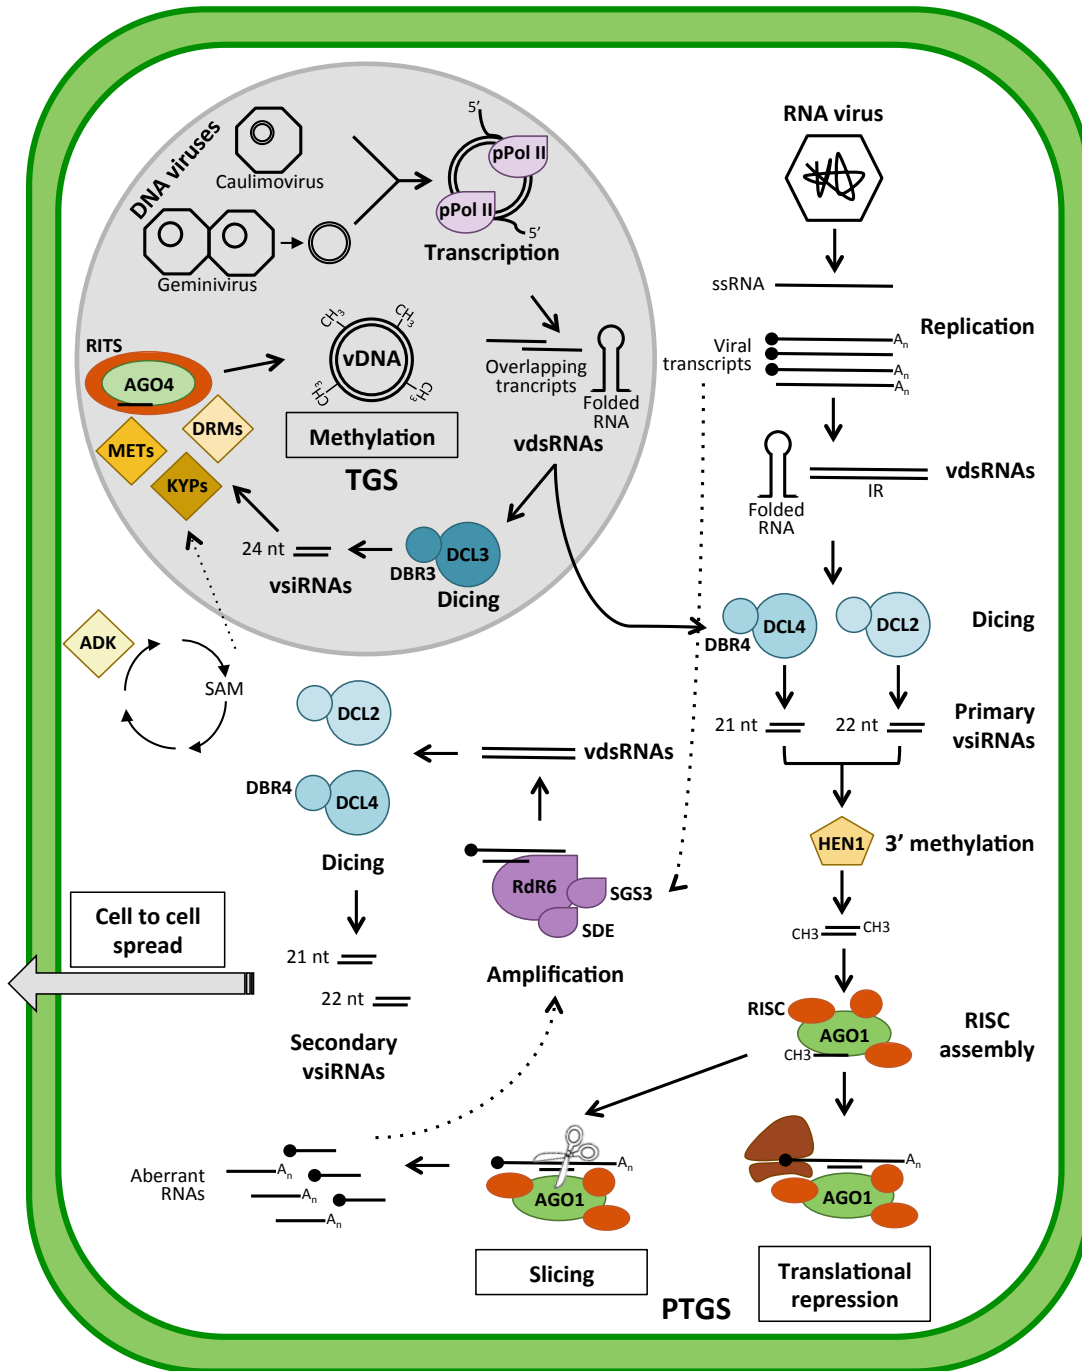 DNA viruses
Caulimovirus
Geminivirus
5’
pPol II
pPol II
5’
Transcription
RITS
AGO4
METs
DRMs
KYPs
CH3
CH3
CH3
CH3
vDNA
Methylation
TGS
Overlapping
trancripts
Folded
RNA
vdsRNAs
24 nt
vsiRNAs
DBR3
DCL3
Dicing
ADK
SAM
RNA virus
ssRNA
Replication
Viral
transcripts
An
An
An
Folded
RNA
IR
vdsRNAs
DBR4
DCL4
DCL2
Dicing
21 nt
22 nt
Primary
vsiRNAs
HEN1
3’ methylation
CH3
CH3
RISC
AGO1
CH3
RISC
assembly
DCL2
DBR4
DCL4
Dicing
vdsRNAs
RdR6
SGS3
SDE
Amplification
21 nt
22 nt
Secondary
vsiRNAs
Cell to cell
spread
Aberrant
RNAs
An
An
An
An
AGO1
Slicing
An
AGO1
Translational
repression
PTGS